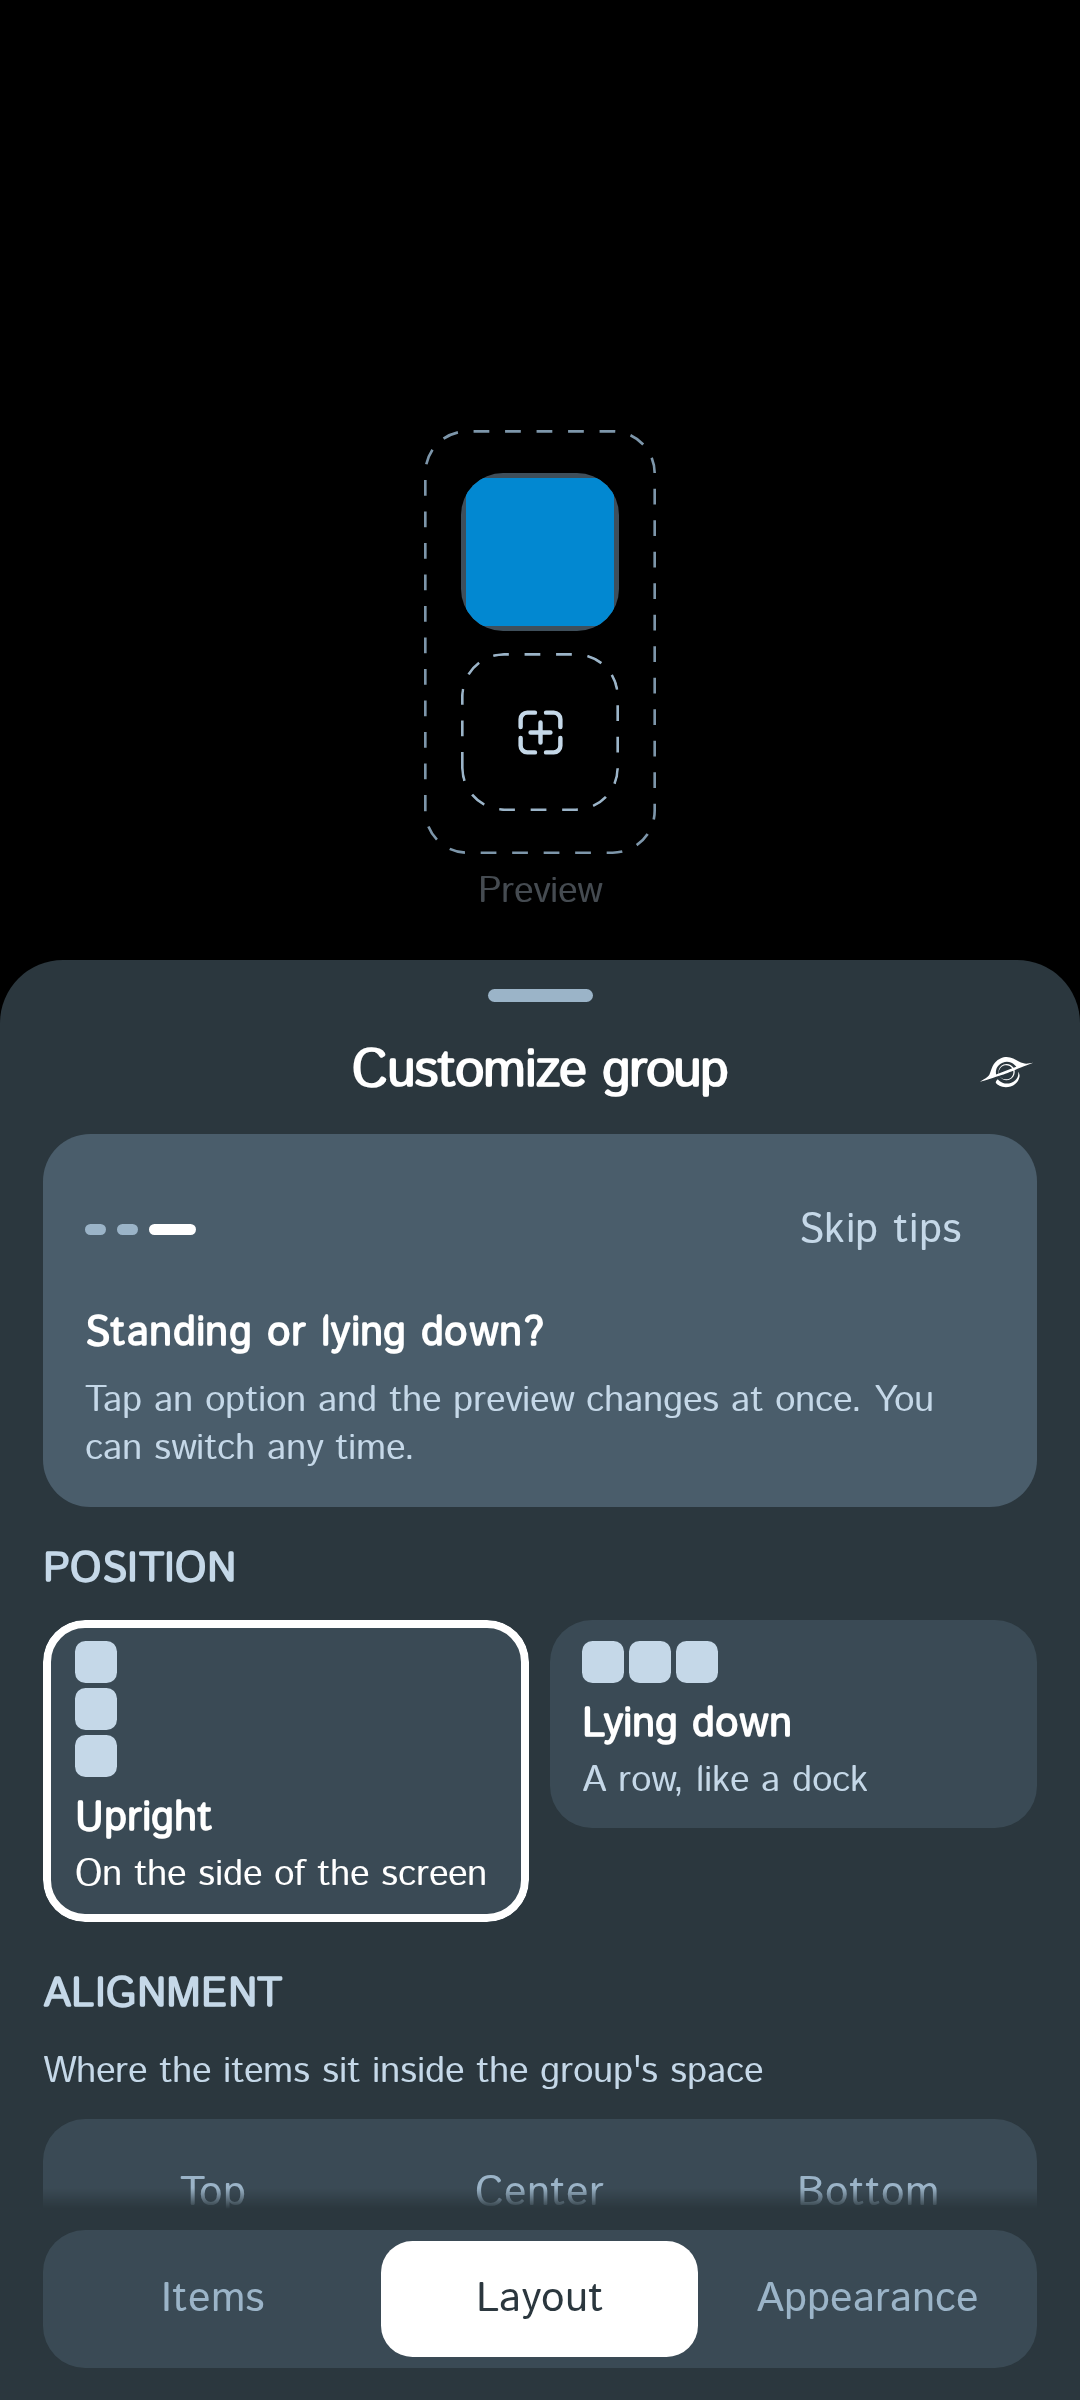 Preview
Customize group
Skip tips
Standing or lying down?
Tap an option and the preview changes at once. You
can switch any time.
POSITION
Upright
On the side of the screen
Lying down
A row, like a dock
ALIGNMENT
Where the items sit inside the group's space
Top Center Bottom
Items Layout Appearance